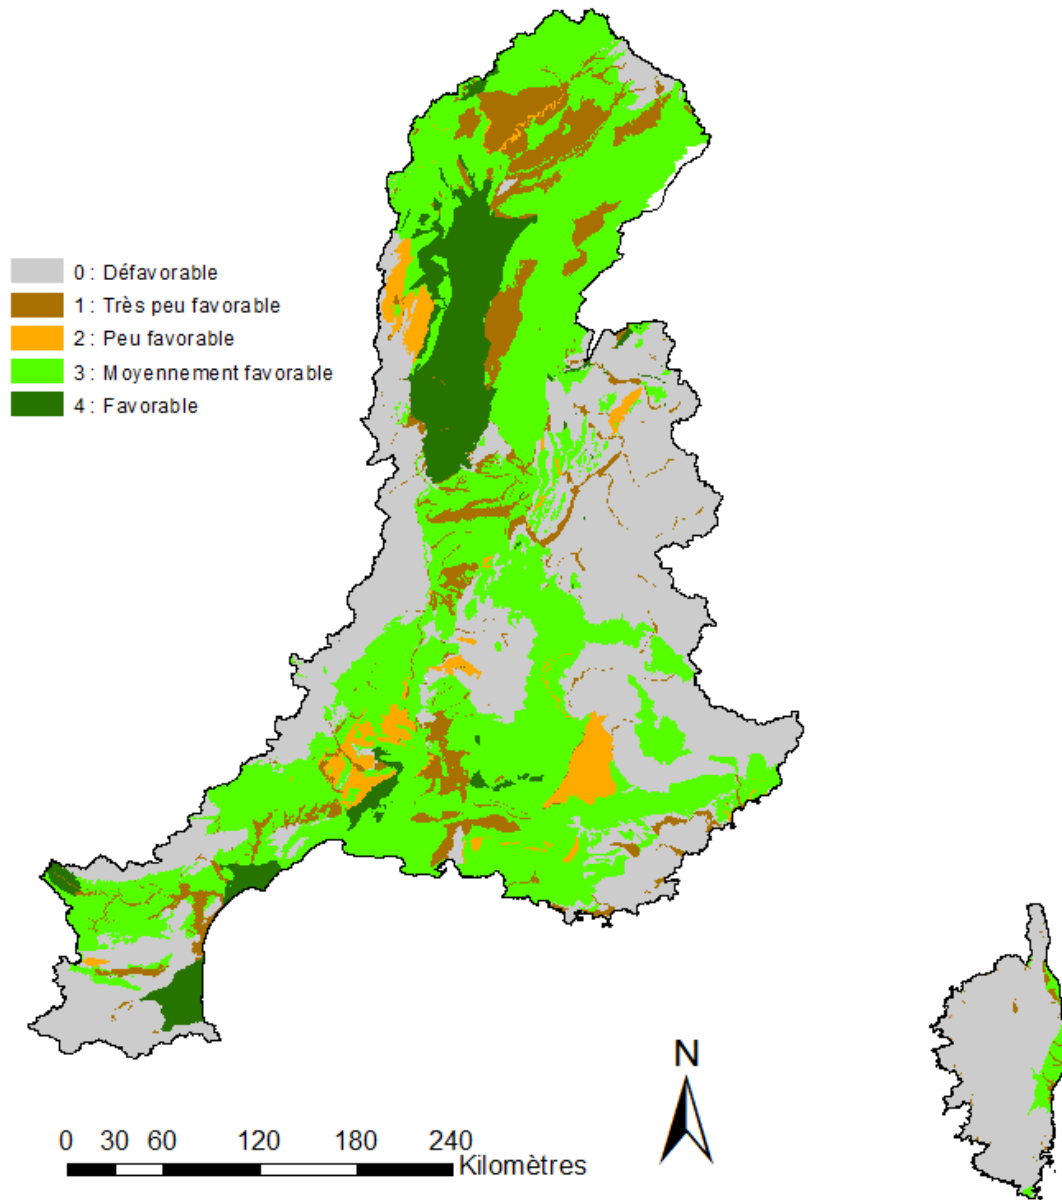 0 : Défavorable
1 : Très peu favorable
2 : Peu favorable
3 : Moyennement favorable
4 : Favorable
N
0 30 60 120 180 240
Kilomètres